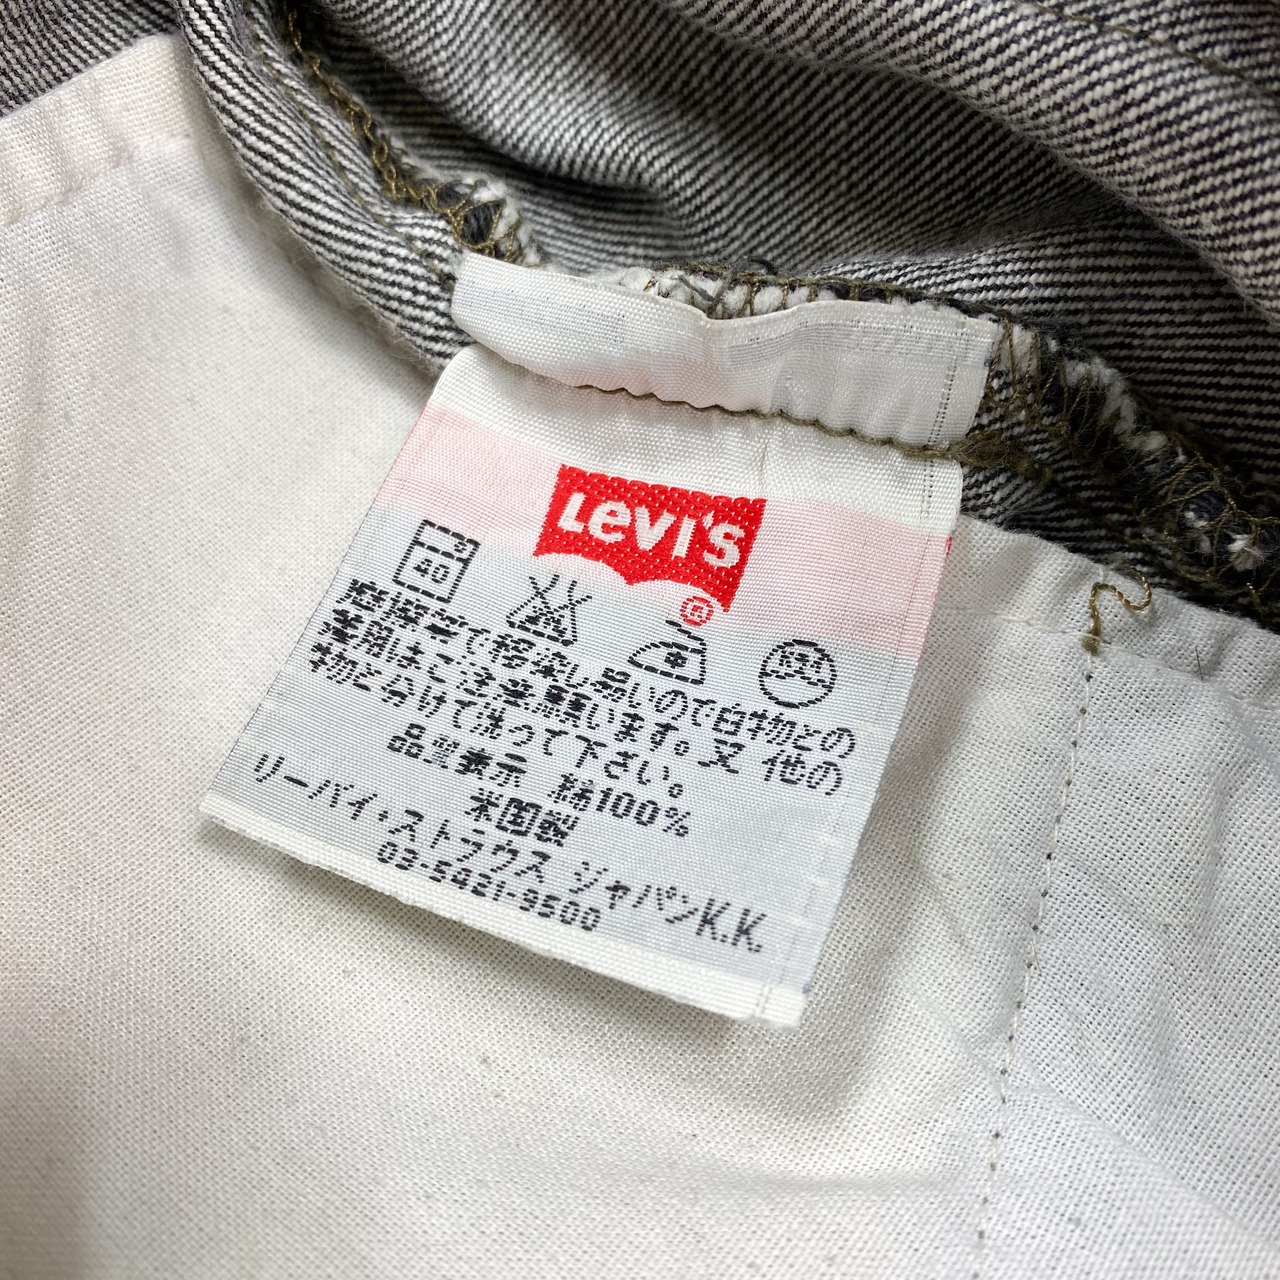 Levi's
®
40
摩擦等で移染し易いので白物との
着用はご注意願います。又 他の
物と分けて洗って下さい。
品質表示 綿100%
米国製
リーバイ・ストラウス ジャパンK.K.
03-5421-9500